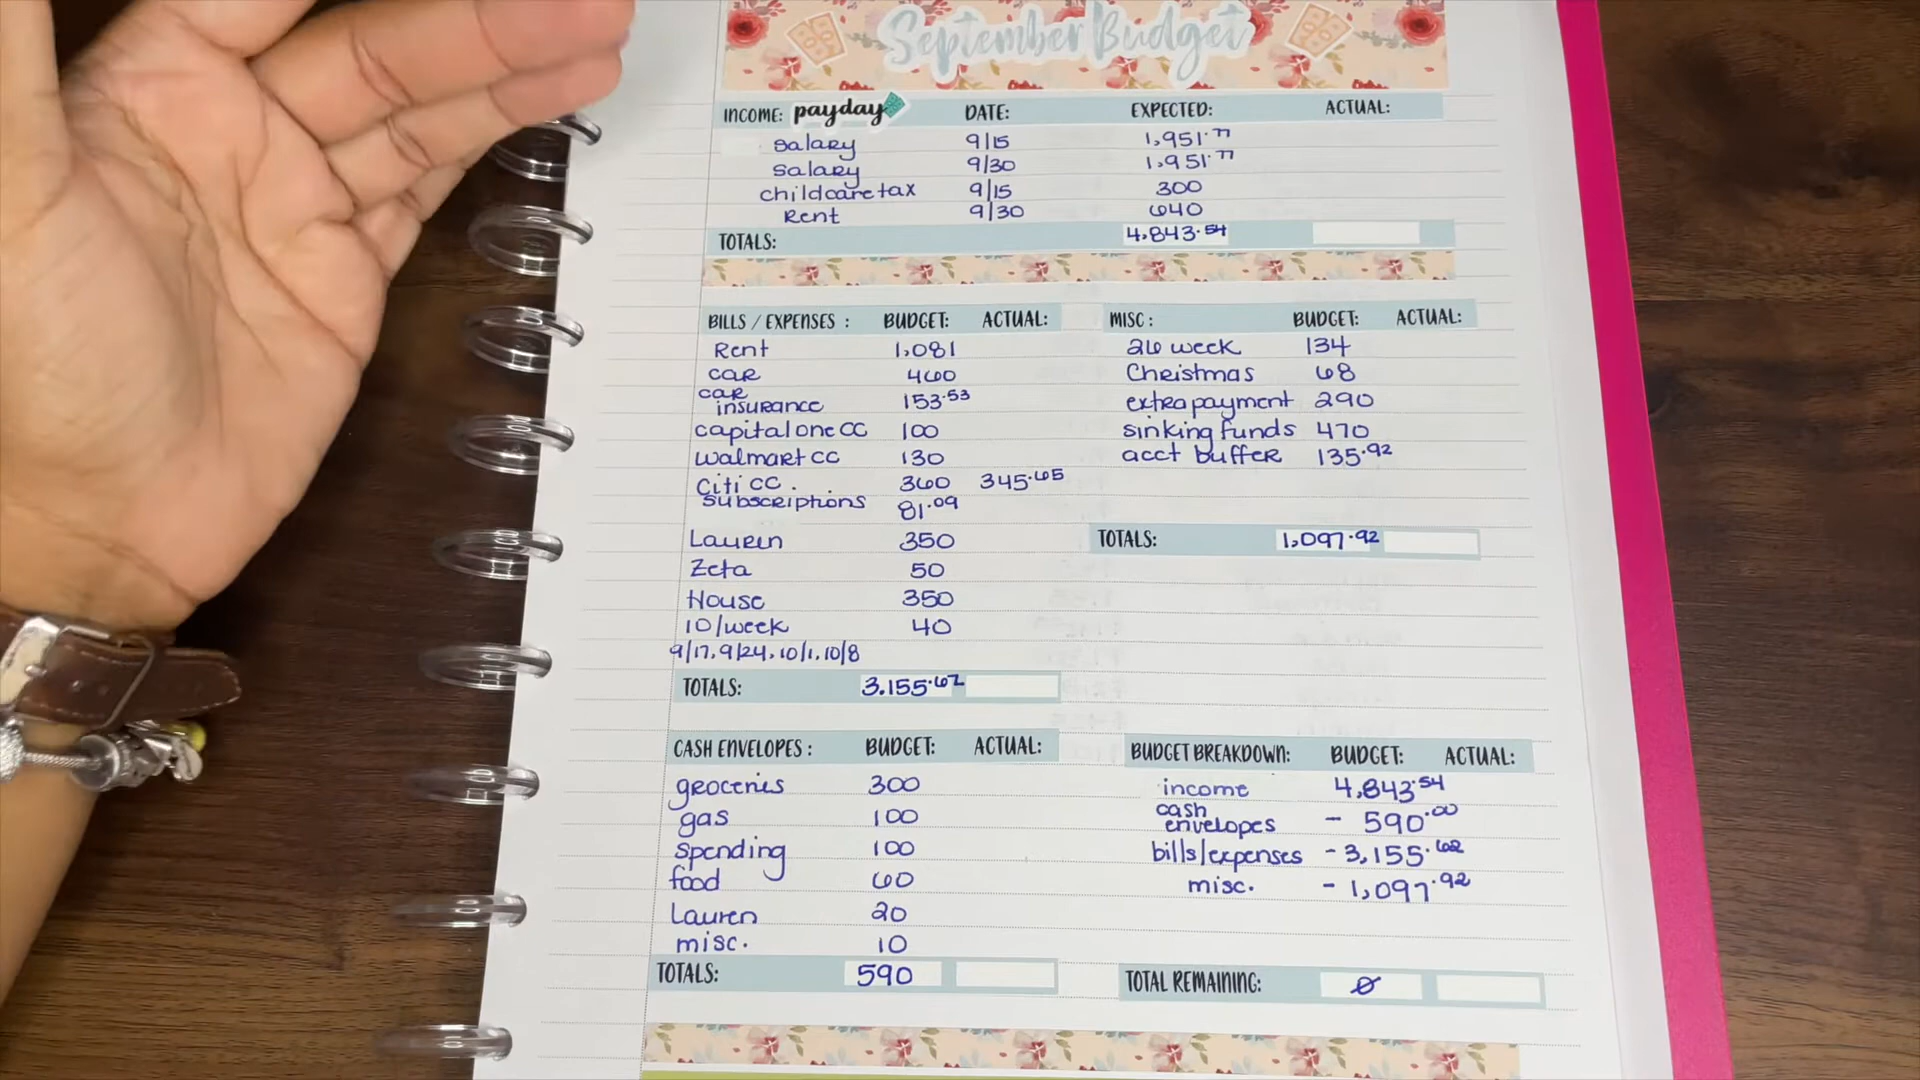 September Budget
INCOME: payday DATE: EXPECTED: ACTUAL:
salary 9/15 1,951.77
salary 9/30 1,951.77
childcare tax 9/15 300
Rent 9/30 640
TOTALS: 4,843.54
BILLS / EXPENSES : BUDGET: ACTUAL:
Rent 1,081
car 460
car
insurance 153.53
capital one CC 100
walmart cc 130
Citi CC. 360 345.65
subscriptions 81.09
Lauren 350
Zeta 50
House 350
10/week 40
9/17, 9/24, 10/1, 10/8
TOTALS: 3,155.62
MISC : BUDGET: ACTUAL:
26 week 134
Christmas 68
extra payment 290
sinking funds 470
acct buffer 135.92
TOTALS: 1,097.92
CASH ENVELOPES : BUDGET: ACTUAL:
groceries 300
gas 100
spending 100
food 60
Lauren 20
misc. 10
TOTALS: 590
BUDGET BREAKDOWN: BUDGET: ACTUAL:
income 4,843.54
cash
envelopes - 590.00
bills/expenses - 3,155.62
misc. - 1,097.92
TOTAL REMAINING: 0